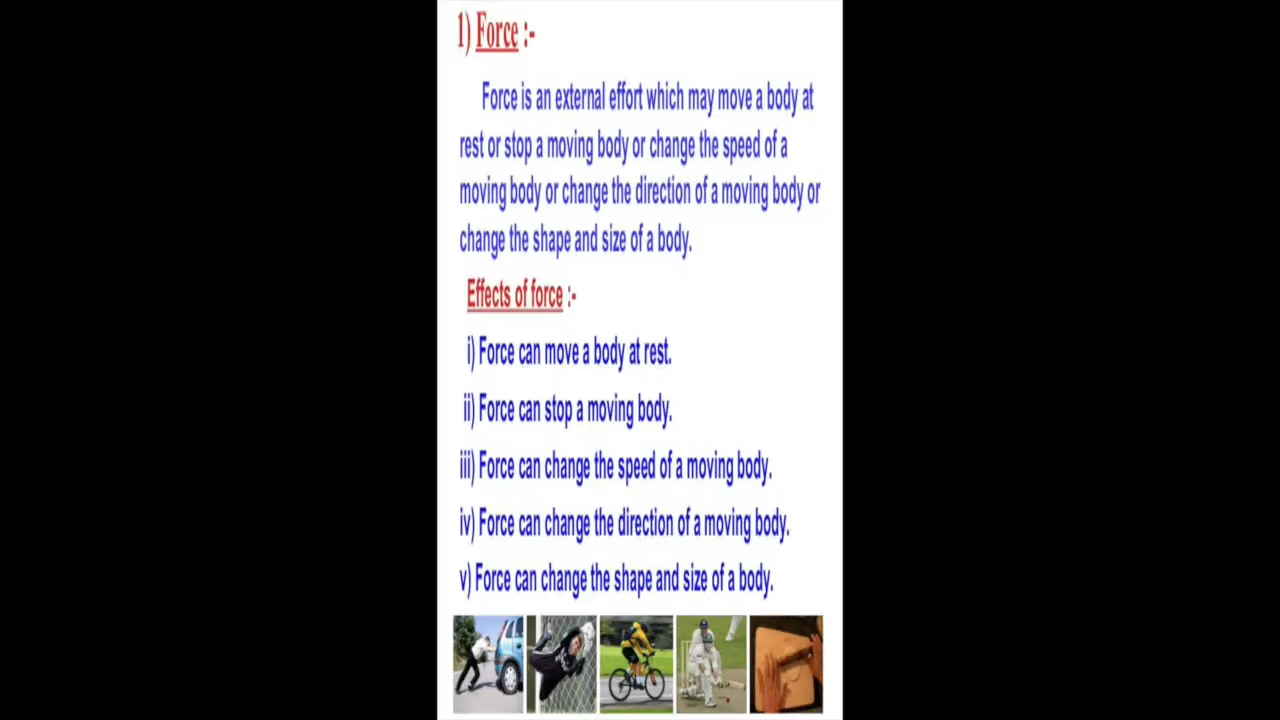 1) Force :-
Force is an external effort which may move a body at
rest or stop a moving body or change the speed of a
moving body or change the direction of a moving body or
change the shape and size of a body.
Effects of force :-
i) Force can move a body at rest.
ii) Force can stop a moving body.
iii) Force can change the speed of a moving body.
iv) Force can change the direction of a moving body.
v) Force can change the shape and size of a body.